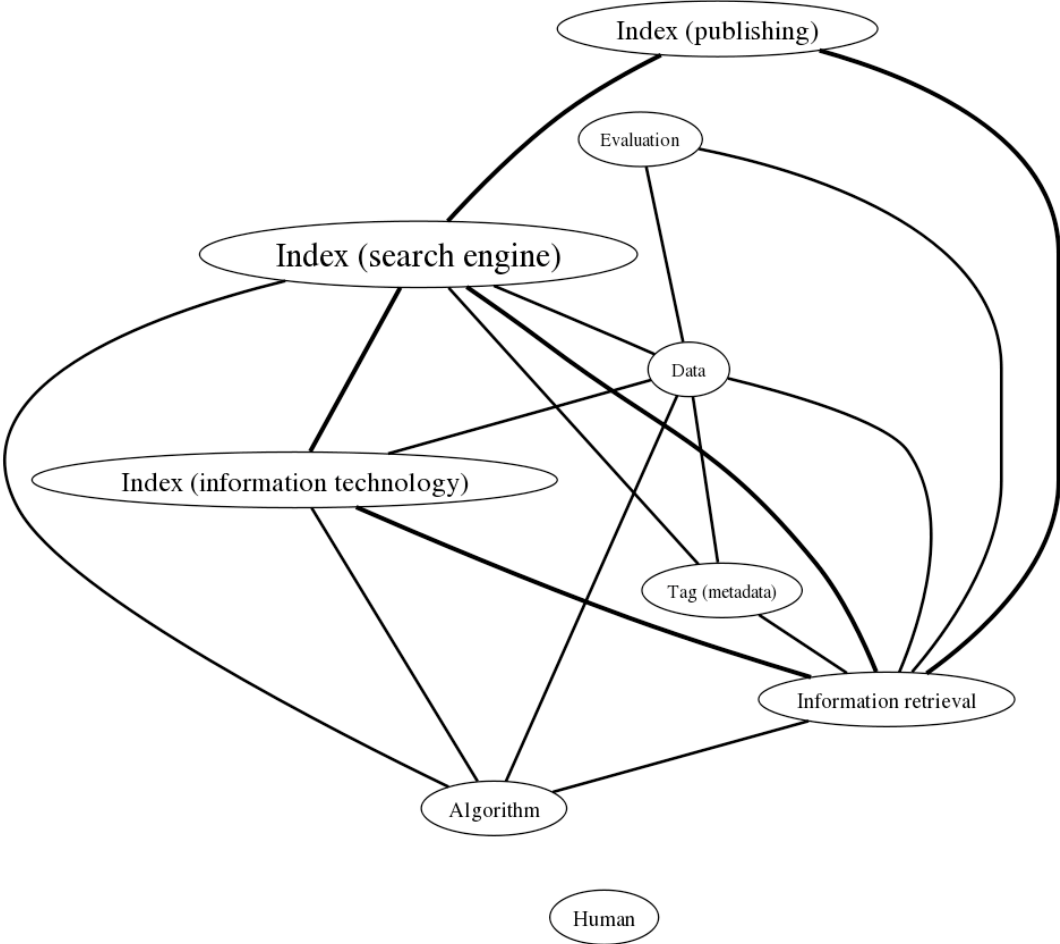 Index (publishing)
Evaluation
Index (search engine)
Data
Index (information technology)
Tag (metadata)
Information retrieval
Algorithm
Human